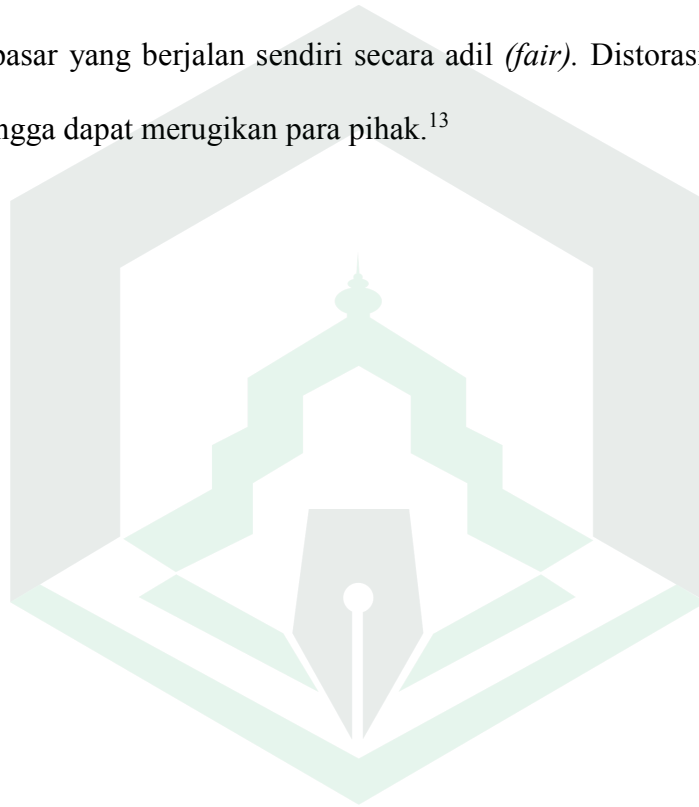 pasar yang berjalan sendiri secara adil (fair). Distorasi
ngga dapat merugikan para pihak.13